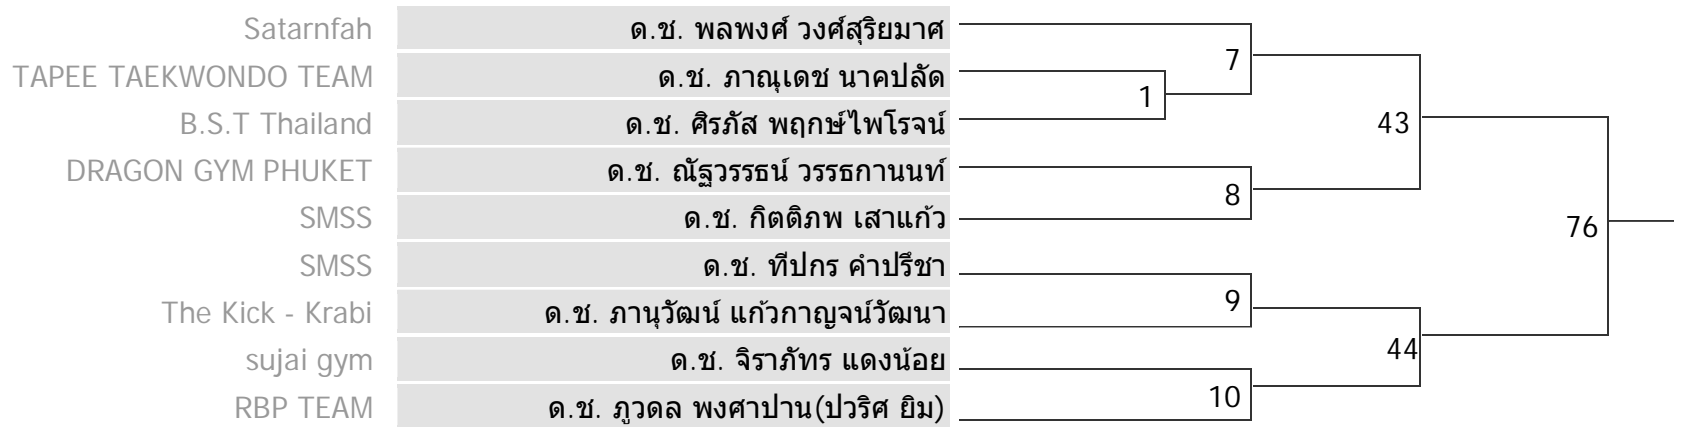 Satarnfah ด.ช. พลพงศ์ วงศ์สุริยมาศ
7
TAPEE TAEKWONDO TEAM ด.ช. ภาณุเดช นาคปลัด
1
B.S.T Thailand ด.ช. ศิรภัส พฤกษ์ไพโรจน์
43
DRAGON GYM PHUKET ด.ช. ณัฐวรรธน์ วรรธกานนท์
8
SMSS ด.ช. กิตติภพ เสาแก้ว
76
SMSS ด.ช. ทีปกร คำปรีชา
9
The Kick - Krabi ด.ช. ภานุวัฒน์ แก้วกาญจน์วัฒนา
44
sujai gym ด.ช. จิราภัทร แดงน้อย
10
RBP TEAM ด.ช. ภูวดล พงศาปาน(ปวริศ ยิม)